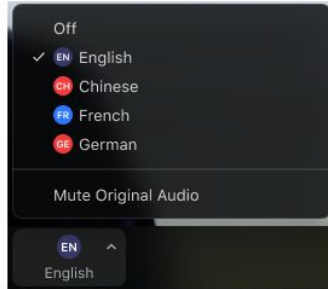 Off
EN English
CH Chinese
FR French
GE German
Mute Original Audio
EN
English